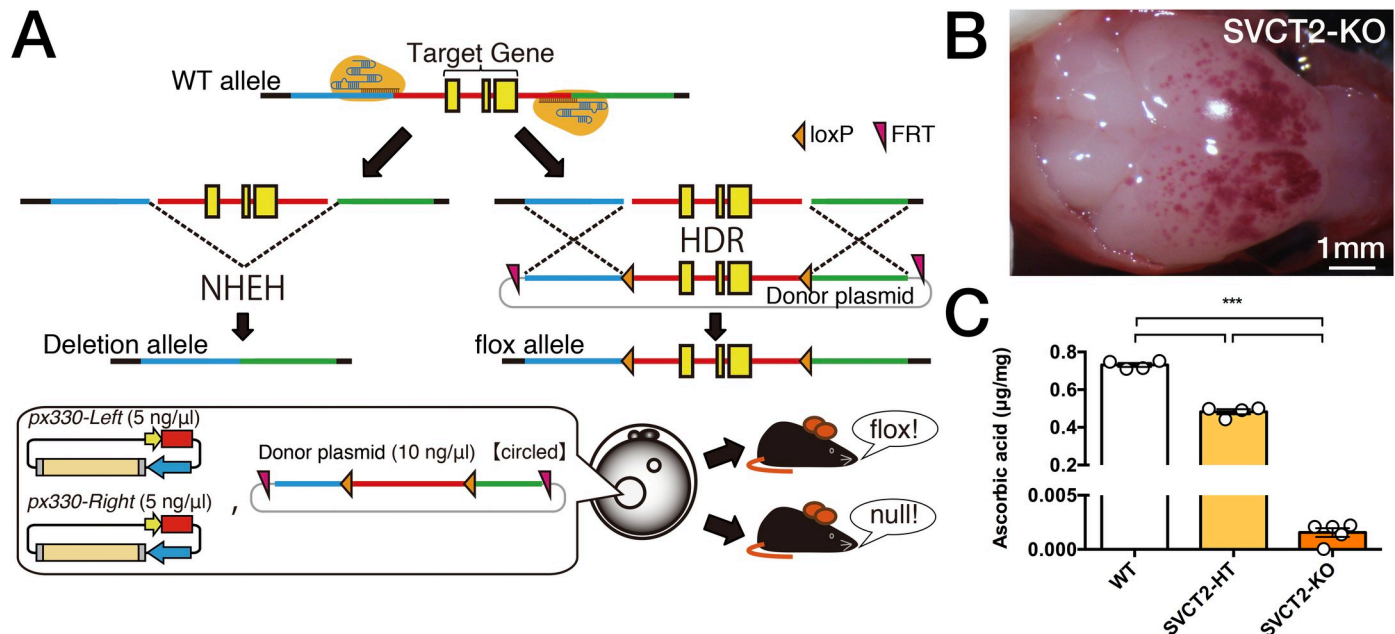 A
Target Gene
WT allele
loxP
FRT
HDR
NHEH
Donor plasmid
Deletion allele
flox allele
px330-Left (5 ng/µl)
px330-Right (5 ng/µl)
,
Donor plasmid (10 ng/µl) 【circled】
flox!
null!
B
SVCT2-KO
1mm
C
***
Ascorbic acid (µg/mg)
0.8
0.6
0.4
0.2
0.005
0.000
WT
SVCT2-HT
SVCT2-KO